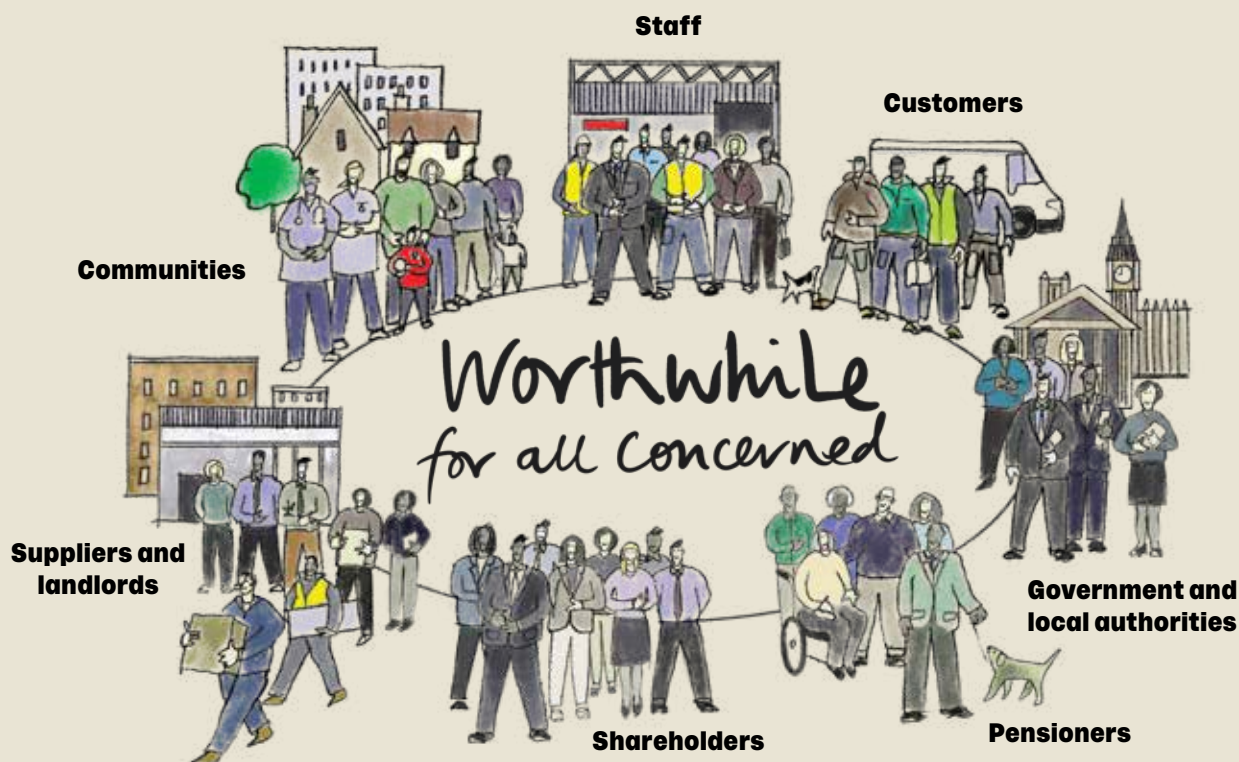 Staff
Customers
Communities
Worthwhile
for all concerned
Suppliers and
landlords
Government and
local authorities
Shareholders
Pensioners